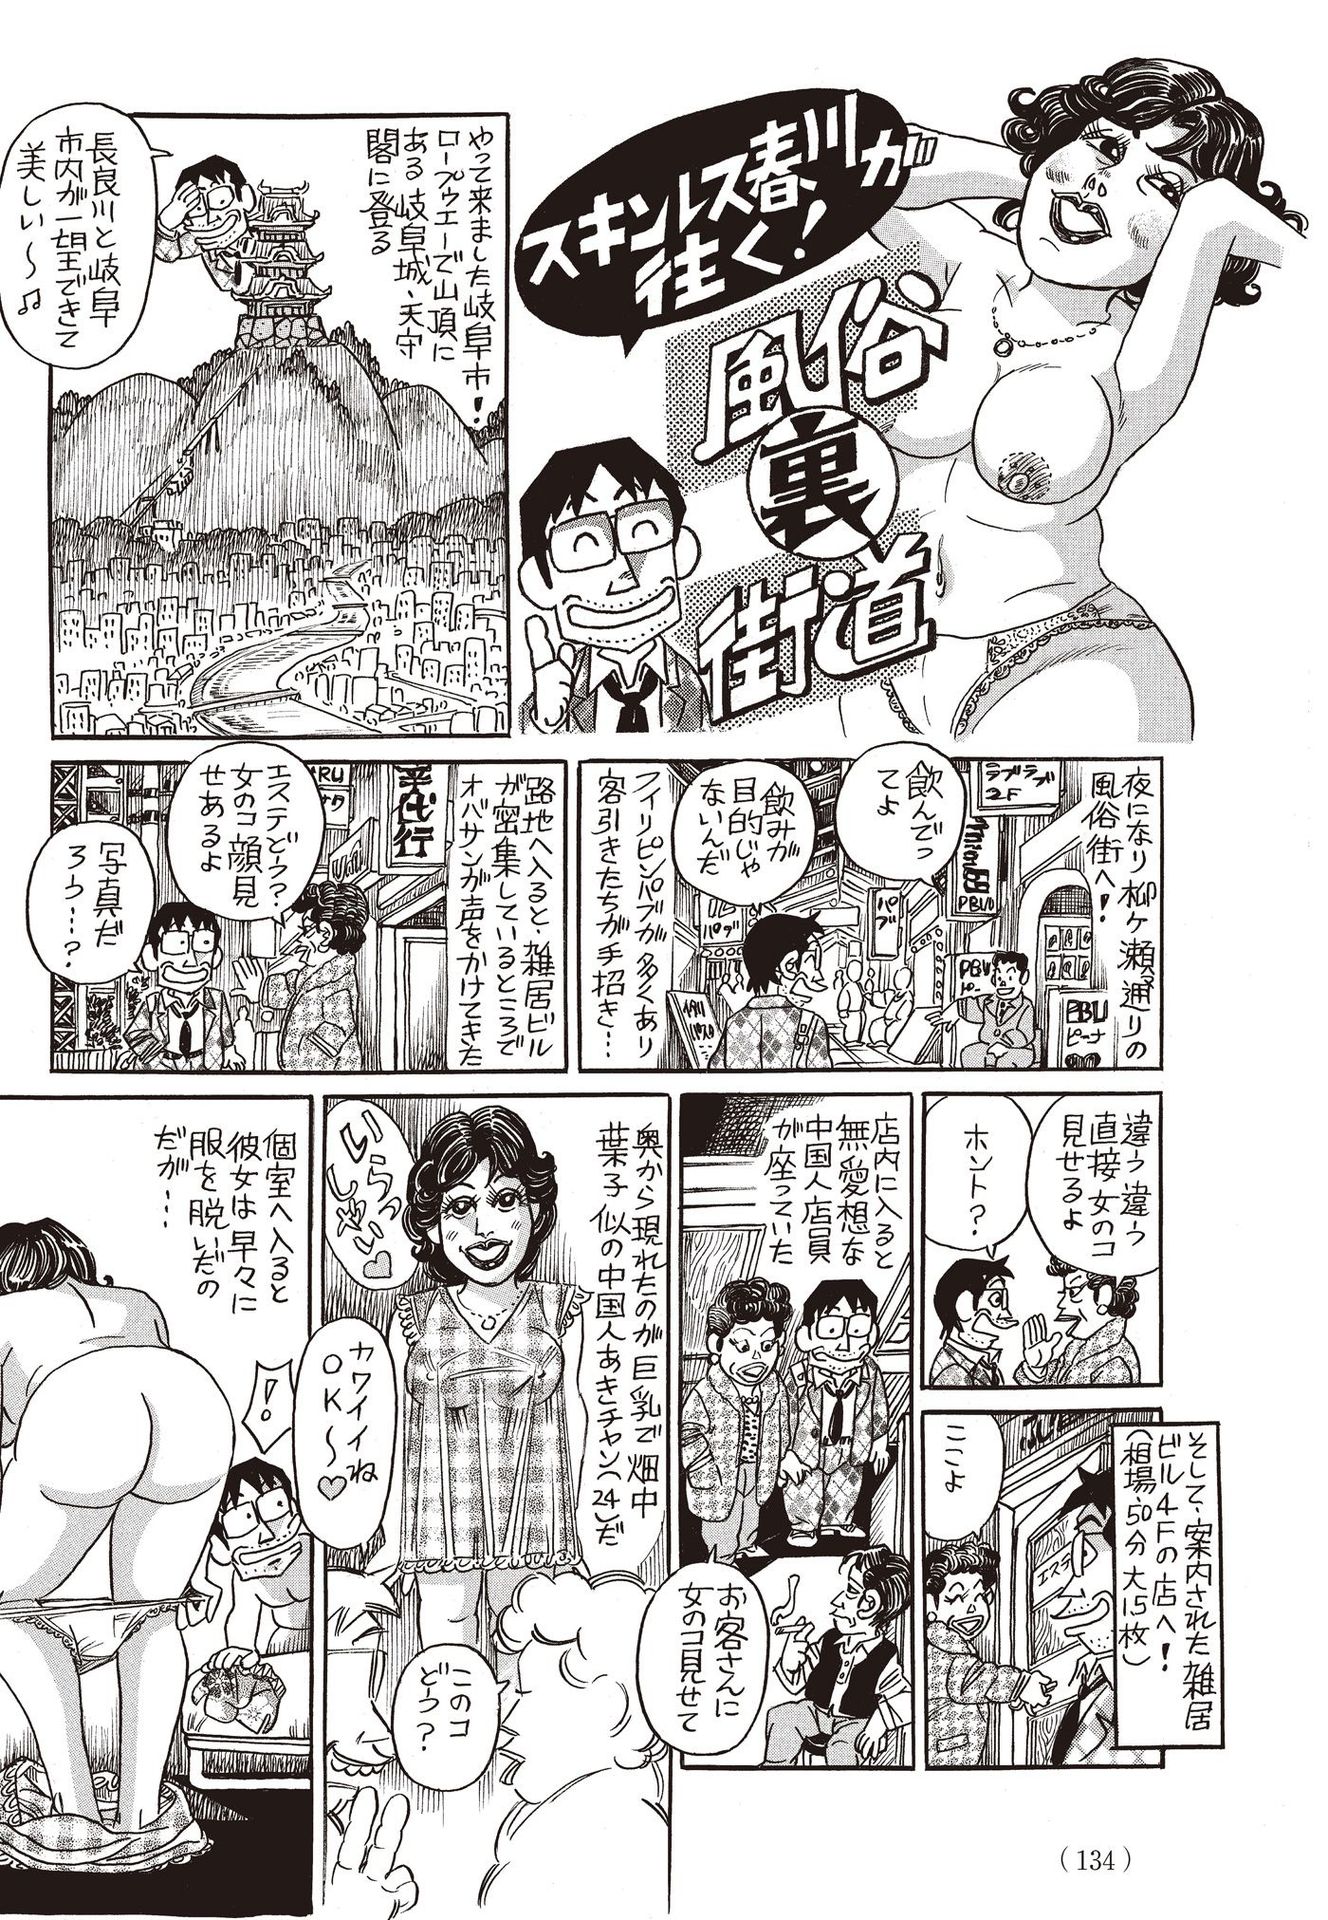 スキンレス春川が
往く!
風俗
裏
街道
やって来ました岐阜市!
ロープウエーで山頂に
ある岐阜城・天守
閣に登る
長良川と岐阜
市内が一望できて
美しい〜♫
夜になり柳ヶ瀬通りの
風俗街へ!
ラブラブ
2F
PBU
パブ
PBU
ピーナ
飲んでっ
てよ
飲みが
目的じゃ
ないんだ
フィリピンパブが多くあり
客引きたちが手招き…
路地へ入ると・雑居ビル
が密集しているところで
オバサンが声をかけてきた
エステどう?
女のコ顔見
せあるよ
写真だ
ろう…?
違う違う
直接女のコ
見せるよ
ホント?
そして・案内された雑居
ビル4Fの店へ!
(相場・50分大15枚)
ここよ
エステ
店内に入ると
無愛想な
中国人店員
が座っていた
お客さんに
女のコ見せて
奥から現れたのが巨乳で畑中
葉子似の中国人あきチャン(24)だ
いらっ
しゃい♡
このコ
どう?
カワイイね
OK〜♡
個室へ入ると
彼女は早々に
服を脱いだの
だが…
!
(134)